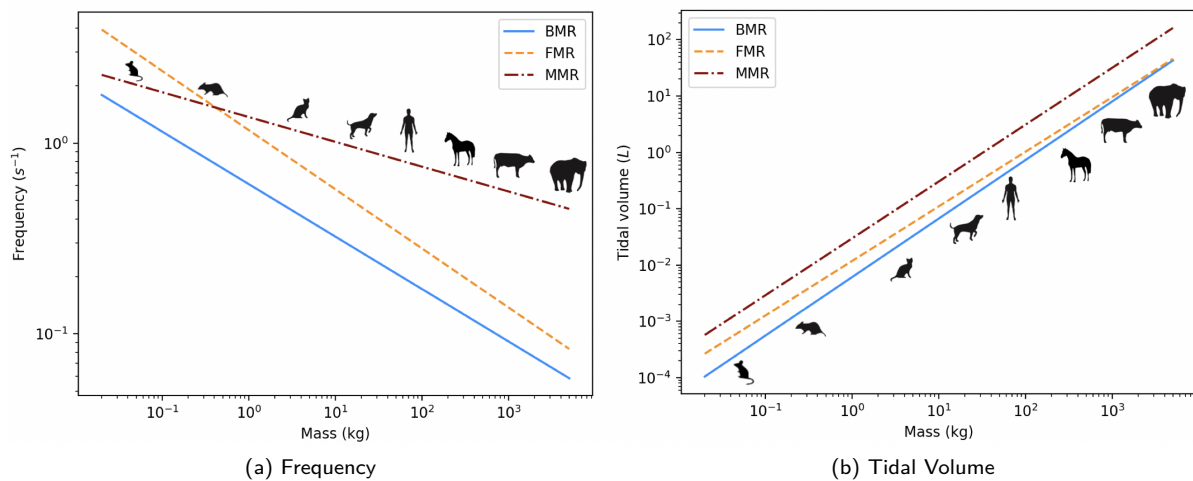 BMR
FMR
MMR
10⁰
10⁻¹
Frequency (s⁻¹)
10⁻¹ 10⁰ 10¹ 10² 10³
Mass (kg)
(a) Frequency
BMR
FMR
MMR
10²
10¹
10⁰
10⁻¹
10⁻²
10⁻³
10⁻⁴
Tidal volume (L)
10⁻¹ 10⁰ 10¹ 10² 10³
Mass (kg)
(b) Tidal Volume